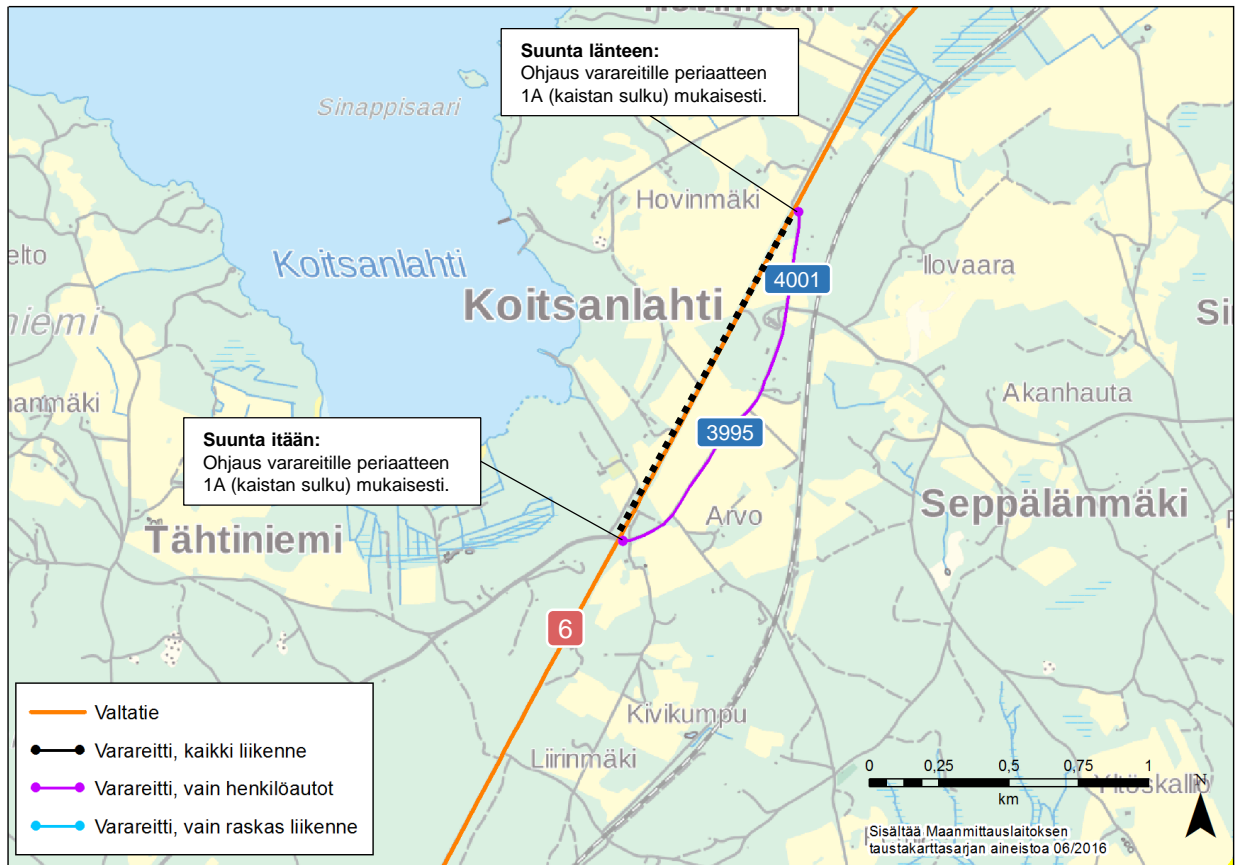 Suunta länteen:
Ohjaus varareitille periaatteen
1A (kaistan sulku) mukaisesti.
Sinappisaari
Hovinmäki
Koitsanlahti
elto
Ilovaara
4001
Koitsanlahti
niemi
Akanhauta
3995
Suunta itään:
Ohjaus varareitille periaatteen
1A (kaistan sulku) mukaisesti.
Arvo
Seppälänmäki
Tähtiniemi
6
Kivikumpu
Liirinmäki
Valtatie
Varareitti, kaikki liikenne
Varareitti, vain henkilöautot
Varareitti, vain raskas liikenne
0 0,25 0,5 0,75 1
km
N
Sisältää Maanmittauslaitoksen
taustakarttasarjan aineistoa 06/2016